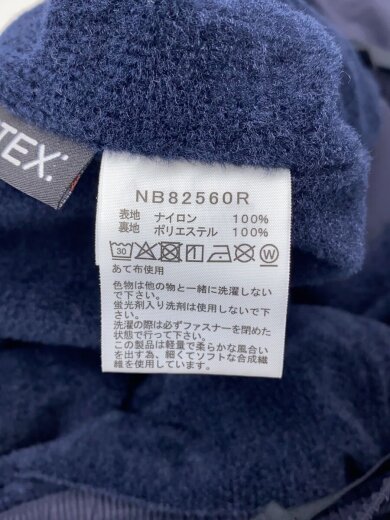 TEX.
NB82560R
表地 ナイロン 100%
裏地 ポリエステル 100%
30 W
あて布使用
色物は他の物と一緒に洗濯しない
で下さい。
蛍光剤入り洗剤は使用しないで下
さい。
洗濯の際は必ずファスナーを閉めた
状態で行って下さい。
この製品は軽量で柔らかな風合い
を出す為、細くてソフトな合成繊
維を使用しています。